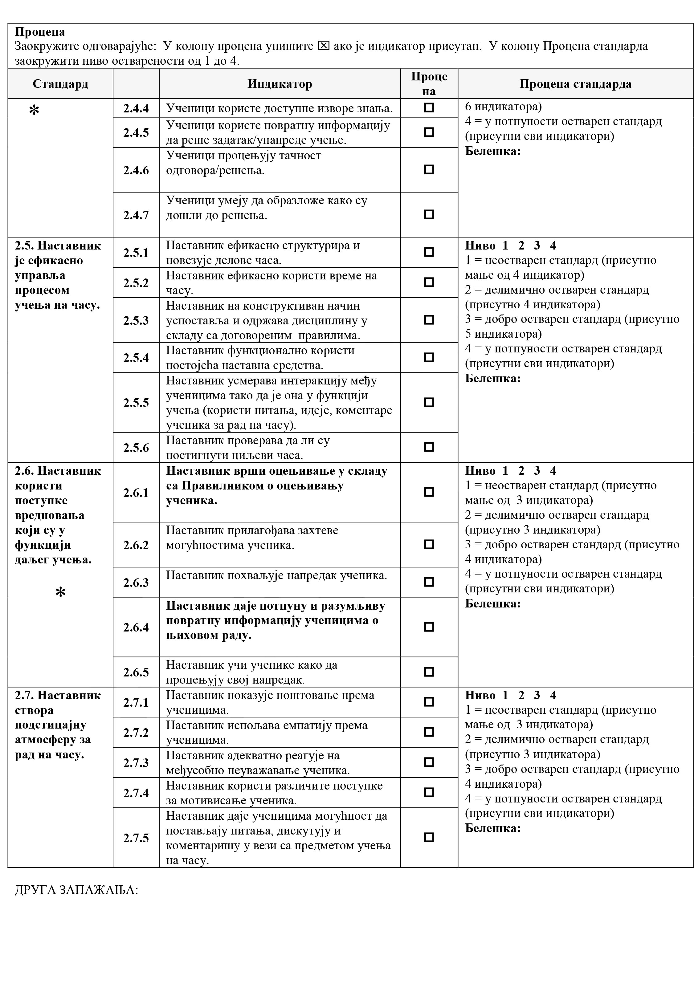 Процена
Заокружите одговарајуће:  У колону процена упишите ☒ ако је индикатор присутан.  У колону Процена стандарда
заокружити ниво остварености од 1 до 4.
Стандард
Индикатор
Проце
на
Процена стандарда
*
2.4.4
Ученици користе доступне изворе знања.
☐
2.4.5
Ученици користе повратну информацију
да реше задатак/унапреде учење.
☐
2.4.6
Ученици процењују тачност
одговора/решења.
☐
2.4.7
Ученици умеју да образложе како су
дошли до решења.
☐
6 индикатора)
4 = у потпуности остварен стандард
(присутни сви индикатори)
Белешка:
2.5. Наставник
је ефикасно
управља
процесом
учења на часу.
2.5.1
Наставник ефикасно структурира и
повезује делове часа.
☐
2.5.2
Наставник ефикасно користи време на
часу.
☐
2.5.3
Наставник на конструктиван начин
успоставља и одржава дисциплину у
складу са договореним  правилима.
☐
2.5.4
Наставник функционално користи
постојећа наставна средства.
☐
2.5.5
Наставник усмерава интеракцију међу
ученицима тако да је она у функцији
учења (користи питања, идеје, коментаре
ученика за рад на часу).
☐
2.5.6
Наставник проверава да ли су
постигнути циљеви часа.
☐
Ниво  1   2   3   4
1 = неостварен стандард (присутно
мање од 4 индикатор)
2 = делимично остварен стандард
(присутно 4 индикатора)
3 = добро остварен стандард (присутно
5 индикатора)
4 = у потпуности остварен стандард
(присутни сви индикатори)
Белешка:
2.6. Наставник
користи
поступке
вредновања
који су у
функцији
даљег учења.
*
2.6.1
Наставник врши оцењивање у складу
са Правилником о оцењивању
ученика.
☐
2.6.2
Наставник прилагођава захтеве
могућностима ученика.
☐
2.6.3
Наставник похваљује напредак ученика.
☐
2.6.4
Наставник даје потпуну и разумљиву
повратну информацију ученицима о
њиховом раду.
☐
2.6.5
Наставник учи ученике како да
процењују свој напредак.
☐
Ниво  1   2   3   4
1 = неостварен стандард (присутно
мање од  3 индикатора)
2 = делимично остварен стандард
(присутно 3 индикатора)
3 = добро остварен стандард (присутно
4 индикатора)
4 = у потпуности остварен стандард
(присутни сви индикатори)
Белешка:
2.7. Наставник
створа
подстицајну
атмосферу за
рад на часу.
2.7.1
Наставник показује поштовање према
ученицима.
☐
2.7.2
Наставник испољава емпатију према
ученицима.
☐
2.7.3
Наставник адекватно реагује на
међусобно неуважавање ученика.
☐
2.7.4
Наставник користи различите поступке
за мотивисање ученика.
☐
2.7.5
Наставник даје ученицима могућност да
постављају питања, дискутују и
коментаришу у вези са предметом учења
на часу.
☐
Ниво  1   2   3   4
1 = неостварен стандард (присутно
мање од  3 индикатора)
2 = делимично остварен стандард
(присутно 3 индикатора)
3 = добро остварен стандард (присутно
4 индикатора)
4 = у потпуности остварен стандард
(присутни сви индикатори)
Белешка:
ДРУГА ЗАПАЖАЊА: